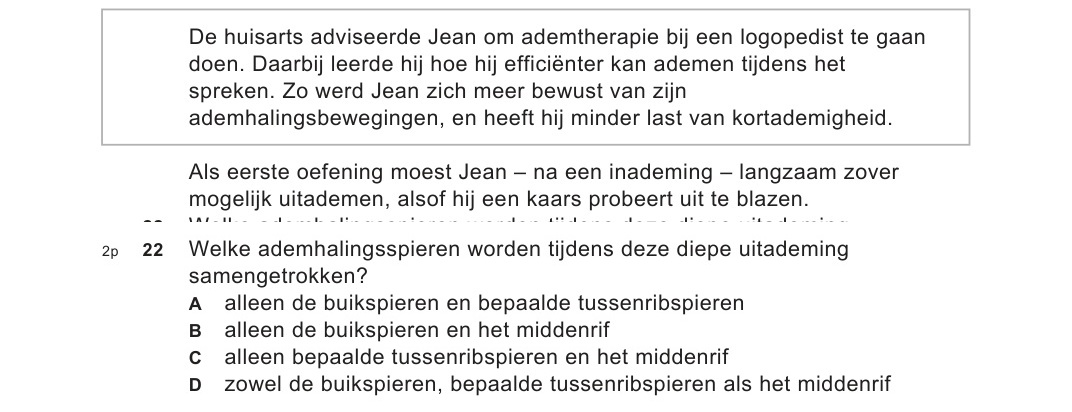 De huisarts adviseerde Jean om ademtherapie bij een logopedist te gaan
doen. Daarbij leerde hij hoe hij efficiënter kan ademen tijdens het
spreken. Zo werd Jean zich meer bewust van zijn
ademhalingsbewegingen, en heeft hij minder last van kortademigheid.
Als eerste oefening moest Jean – na een inademing – langzaam zover
mogelijk uitademen, alsof hij een kaars probeert uit te blazen.
2p 22 Welke ademhalingsspieren worden tijdens deze diepe uitademing
samengetrokken?
A alleen de buikspieren en bepaalde tussenribspieren
B alleen de buikspieren en het middenrif
C alleen bepaalde tussenribspieren en het middenrif
D zowel de buikspieren, bepaalde tussenribspieren als het middenrif